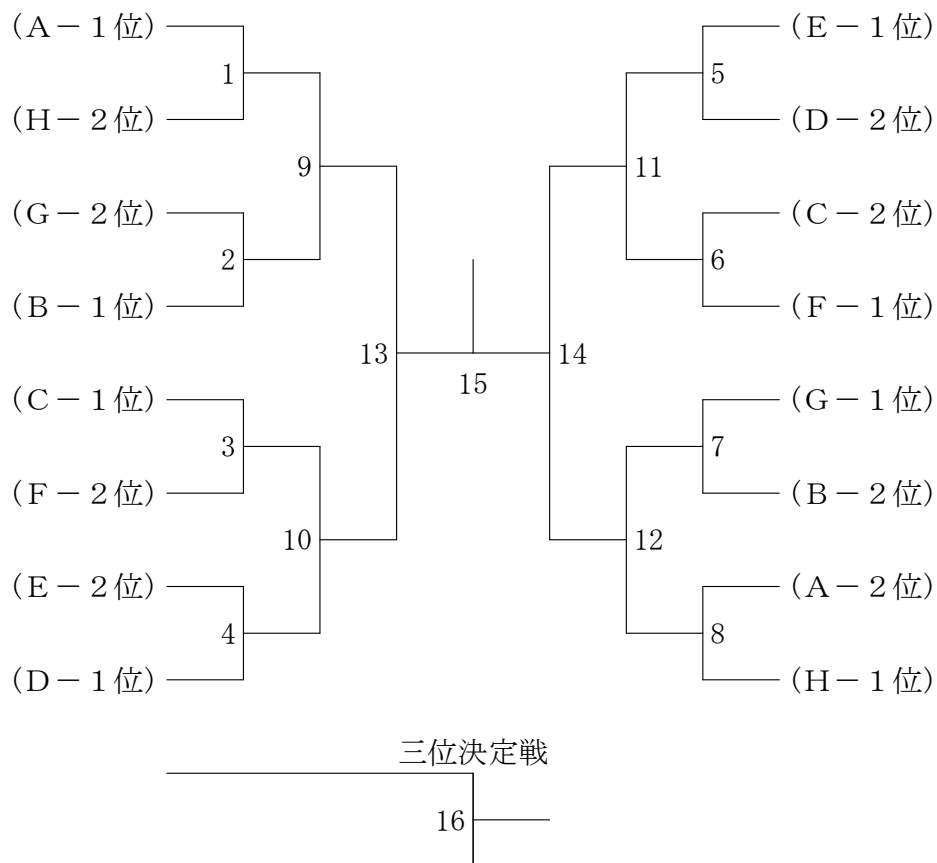 (A－1位)
1
(H－2位)
9
(G－2位)
2
(B－1位)
13
(C－1位)
3
(F－2位)
10
(E－2位)
4
(D－1位)
15
(E－1位)
5
(D－2位)
11
(C－2位)
6
(F－1位)
14
(G－1位)
7
(B－2位)
12
(A－2位)
8
(H－1位)
三位決定戦
16